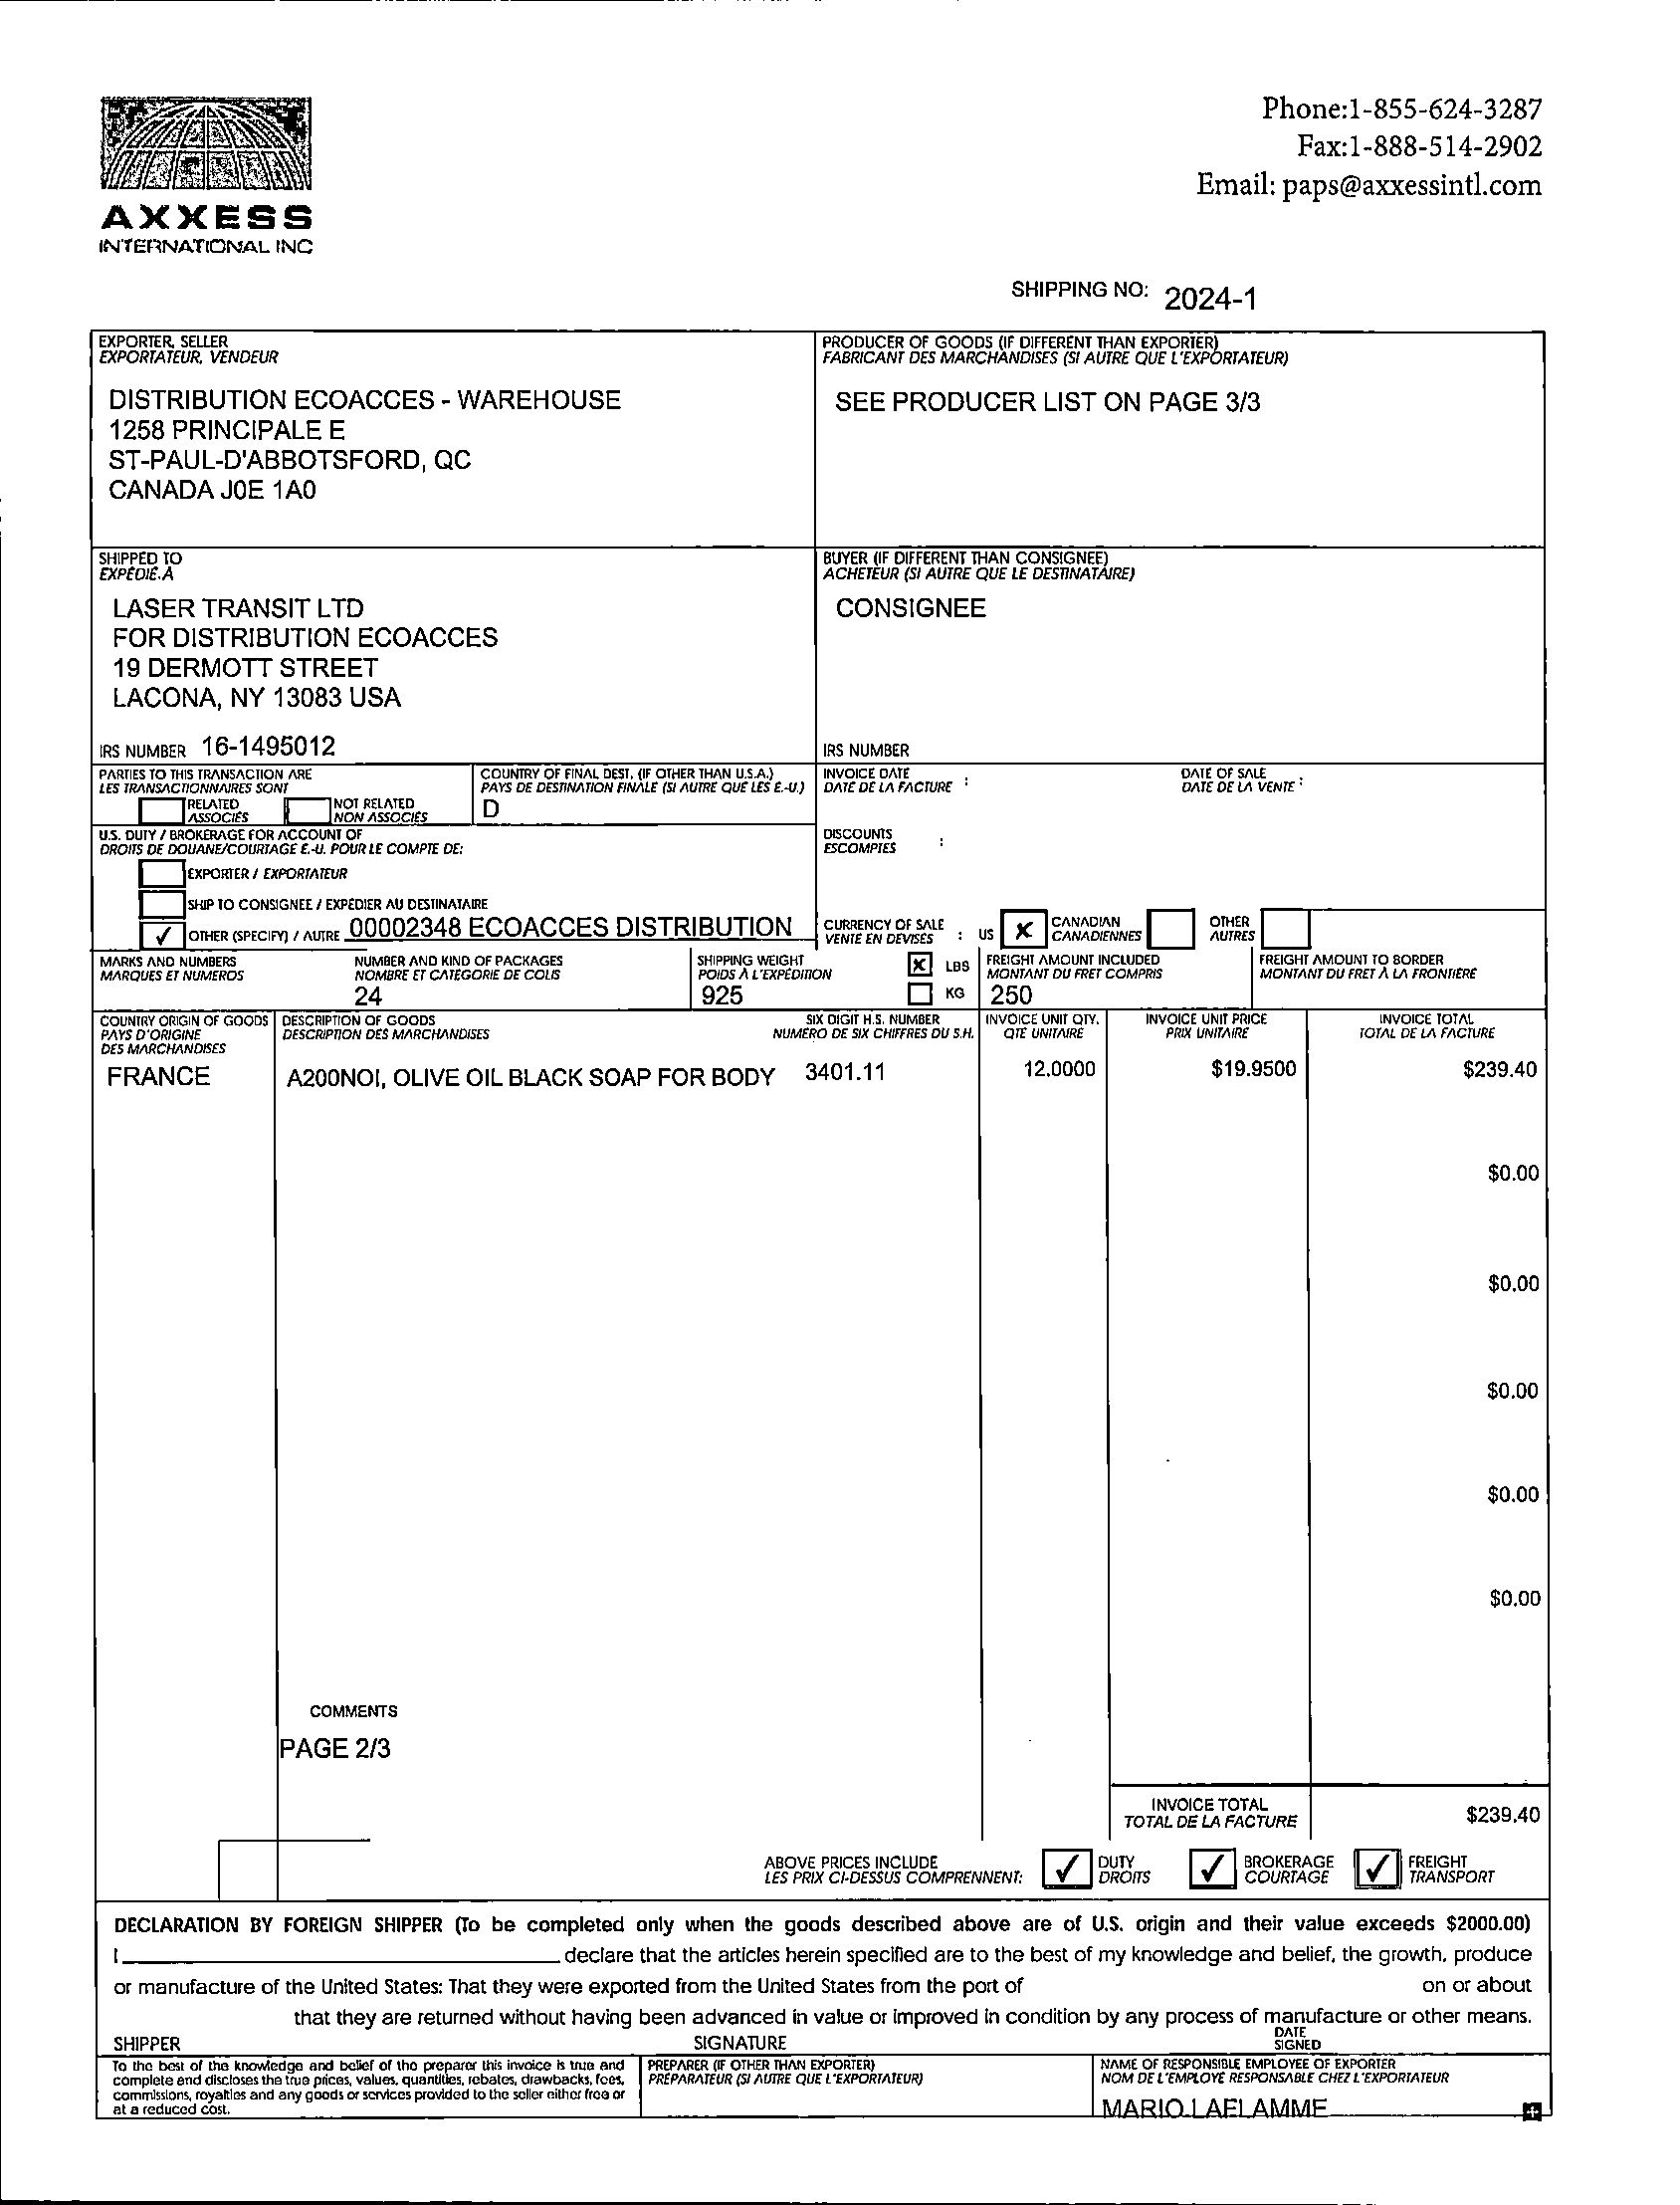 Phone:1-855-624-3287
Fax:1-888-514-2902
Email: paps@axxessintl.com
AXXESS
INTERNATIONAL INC
SHIPPING NO: 2024-1
EXPORTER, SELLER
EXPORTATEUR, VENDEUR
DISTRIBUTION ECOACCES - WAREHOUSE
1258 PRINCIPALE E
ST-PAUL-D'ABBOTSFORD, QC
CANADA J0E 1A0
PRODUCER OF GOODS (IF DIFFERENT THAN EXPORTER)
FABRICANT DES MARCHANDISES (SI AUTRE QUE L'EXPORTATEUR)
SEE PRODUCER LIST ON PAGE 3/3
SHIPPED TO
EXPÉDIÉ À
LASER TRANSIT LTD
FOR DISTRIBUTION ECOACCES
19 DERMOTT STREET
LACONA, NY 13083 USA
IRS NUMBER 16-1495012
BUYER (IF DIFFERENT THAN CONSIGNEE)
ACHETEUR (SI AUTRE QUE LE DESTINATAIRE)
CONSIGNEE
IRS NUMBER
PARTIES TO THIS TRANSACTION ARE
LES TRANSACTIONNAIRES SONT
RELATED
ASSOCIÉS
NOT RELATED
NON ASSOCIÉS
COUNTRY OF FINAL DEST. (IF OTHER THAN U.S.A.)
PAYS DE DESTINATION FINALE (SI AUTRE QUE LES É.-U.)
D
INVOICE DATE
DATE DE LA FACTURE :
DATE OF SALE
DATE DE LA VENTE :
U.S. DUTY / BROKERAGE FOR ACCOUNT OF
DROITS DE DOUANE/COURTAGE É.-U. POUR LE COMPTE DE:
EXPORTER / EXPORTATEUR
SHIP TO CONSIGNEE / EXPÉDIER AU DESTINATAIRE
✓ OTHER (SPECIFY) / AUTRE 00002348 ECOACCES DISTRIBUTION
DISCOUNTS
ESCOMPTES :
CURRENCY OF SALE
VENTE EN DEVISES : US X CANADIAN
CANADIENNES
OTHER
AUTRES
MARKS AND NUMBERS
MARQUES ET NUMÉROS
NUMBER AND KIND OF PACKAGES
NOMBRE ET CATÉGORIE DE COLIS
24
SHIPPING WEIGHT
POIDS À L'EXPÉDITION
925
X LBS
KG
FREIGHT AMOUNT INCLUDED
MONTANT DU FRET COMPRIS
250
FREIGHT AMOUNT TO BORDER
MONTANT DU FRET À LA FRONTIÈRE
COUNTRY ORIGIN OF GOODS
PAYS D'ORIGINE
DES MARCHANDISES
DESCRIPTION OF GOODS
DESCRIPTION DES MARCHANDISES
SIX DIGIT H.S. NUMBER
NUMÉRO DE SIX CHIFFRES DU S.H.
INVOICE UNIT QTY.
QTÉ UNITAIRE
INVOICE UNIT PRICE
PRIX UNITAIRE
INVOICE TOTAL
TOTAL DE LA FACTURE
FRANCE A200NOI, OLIVE OIL BLACK SOAP FOR BODY 3401.11 12.0000 $19.9500 $239.40
$0.00
$0.00
$0.00
$0.00
$0.00
COMMENTS
PAGE 2/3
INVOICE TOTAL
TOTAL DE LA FACTURE
$239.40
ABOVE PRICES INCLUDE
LES PRIX CI-DESSUS COMPRENNENT:
✓ DUTY
DROITS
✓ BROKERAGE
COURTAGE
✓ FREIGHT
TRANSPORT
DECLARATION BY FOREIGN SHIPPER (To be completed only when the goods described above are of U.S. origin and their value exceeds $2000.00)
I declare that the articles herein specified are to the best of my knowledge and belief, the growth, produce
or manufacture of the United States: That they were exported from the United States from the port of on or about
that they are returned without having been advanced in value or improved in condition by any process of manufacture or other means.
SHIPPER SIGNATURE DATE
SIGNED
To the best of the knowledge and belief of the preparer this invoice is true and
complete and discloses the true prices, values, quantities, rebates, drawbacks, fees,
commissions, royalties and any goods or services provided to the seller either free or
at a reduced cost.
PREPARER (IF OTHER THAN EXPORTER)
PRÉPARATEUR (SI AUTRE QUE L'EXPORTATEUR)
NAME OF RESPONSIBLE EMPLOYEE OF EXPORTER
NOM DE L'EMPLOYÉ RESPONSABLE CHEZ L'EXPORTATEUR
MARIO LAFLAMME